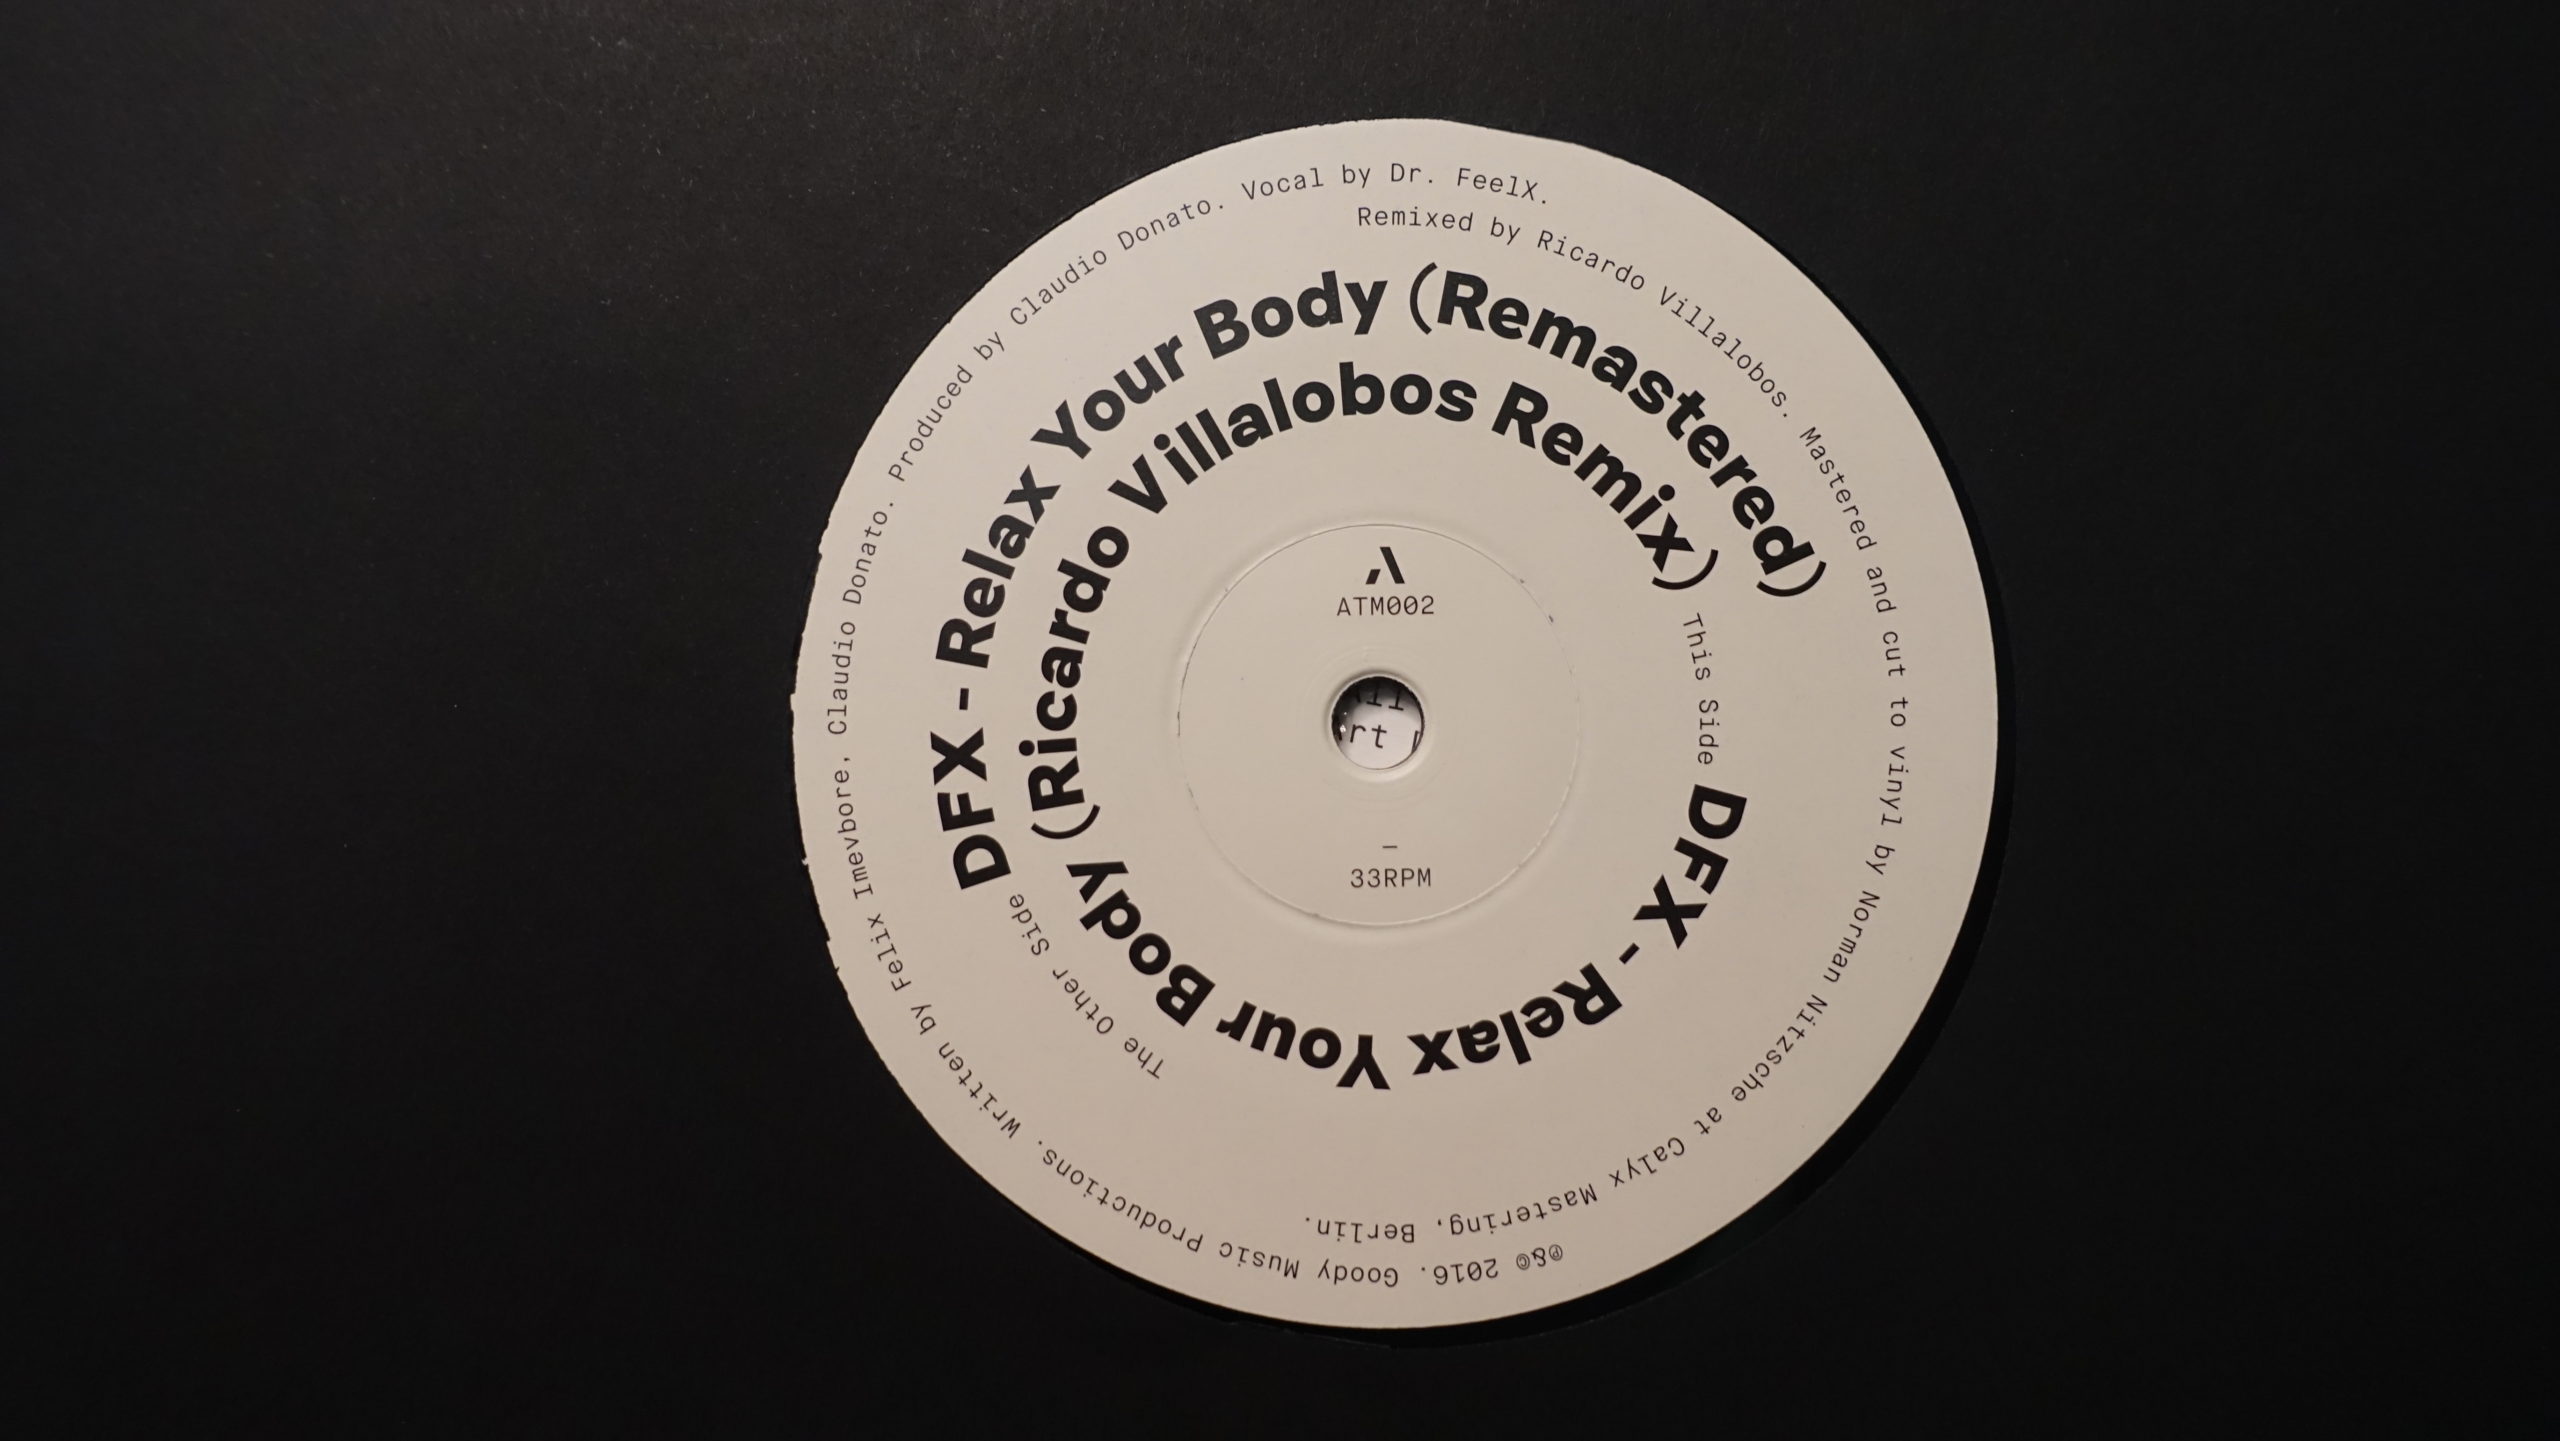 ℗&© 2016. Goody Music Productions. Written by Felix Imevbore, Claudio Donato. Produced by Claudio Donato. Vocal by Dr. FeelX.
Remixed by Ricardo Villalobos. Mastered and cut to vinyl by Norman Nitzsche at Calyx Mastering, Berlin.
The Other Side DFX - Relax Your Body (Remastered)
This Side DFX - Relax Your Body (Ricardo Villalobos Remix)
ATM002
rt
–
33RPM